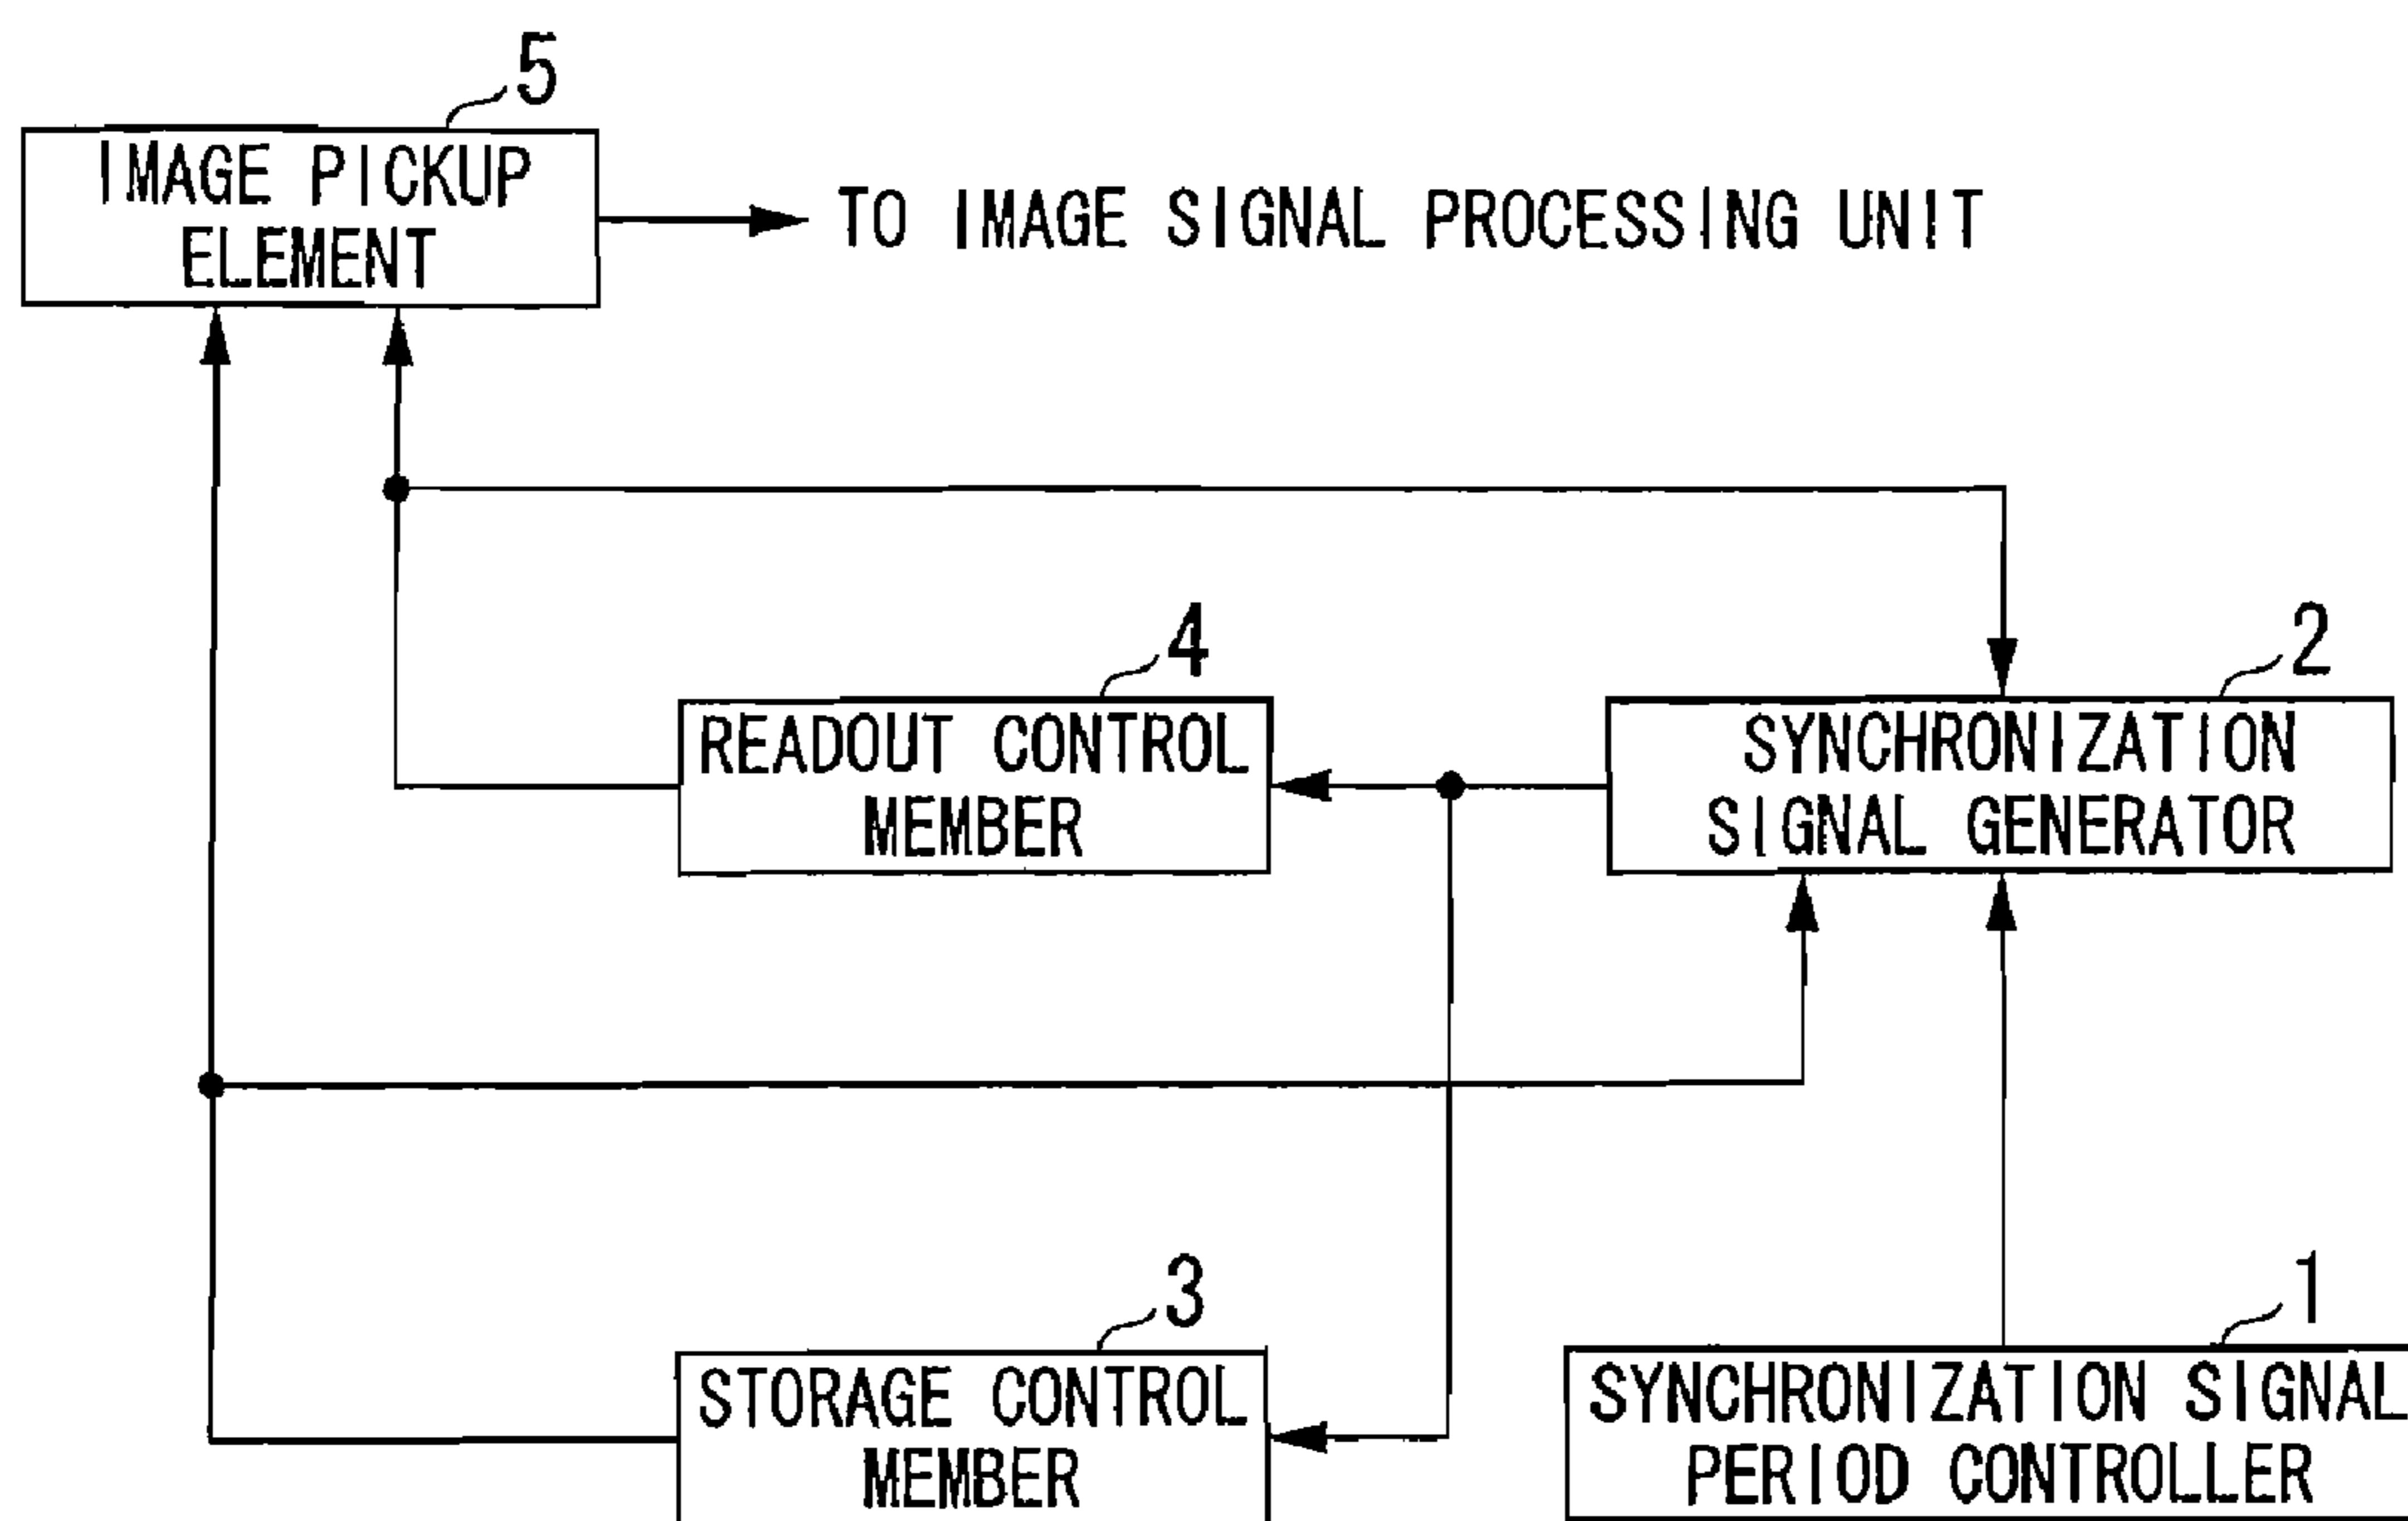 5
IMAGE PICKUP
ELEMENT
TO IMAGE SIGNAL PROCESSING UNIT
4
READOUT CONTROL
MEMBER
2
SYNCHRONIZATION
SIGNAL GENERATOR
3
STORAGE CONTROL
MEMBER
1
SYNCHRONIZATION SIGNAL
PERIOD CONTROLLER